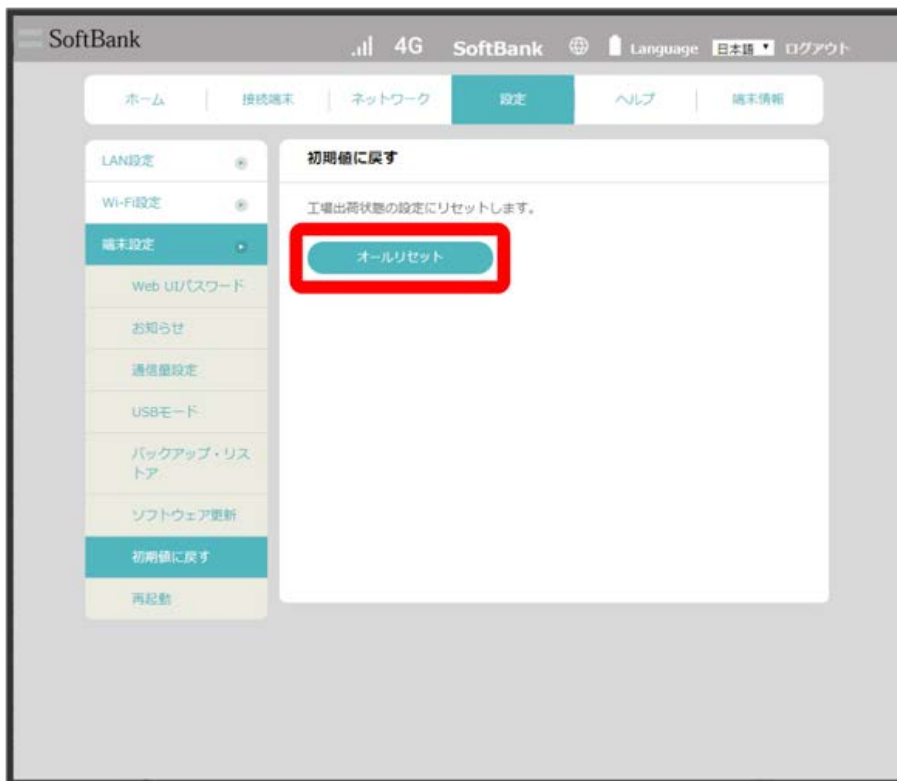 SoftBank
4G SoftBank Language 日本語 ログアウト
ホーム 接続端末 ネットワーク 設定 ヘルプ 端末情報
LAN設定
Wi-Fi設定
端末設定
Web UIパスワード
お知らせ
通信量設定
USBモード
バックアップ・リス
トア
ソフトウェア更新
初期値に戻す
再起動
初期値に戻す
工場出荷状態の設定にリセットします。
オールリセット